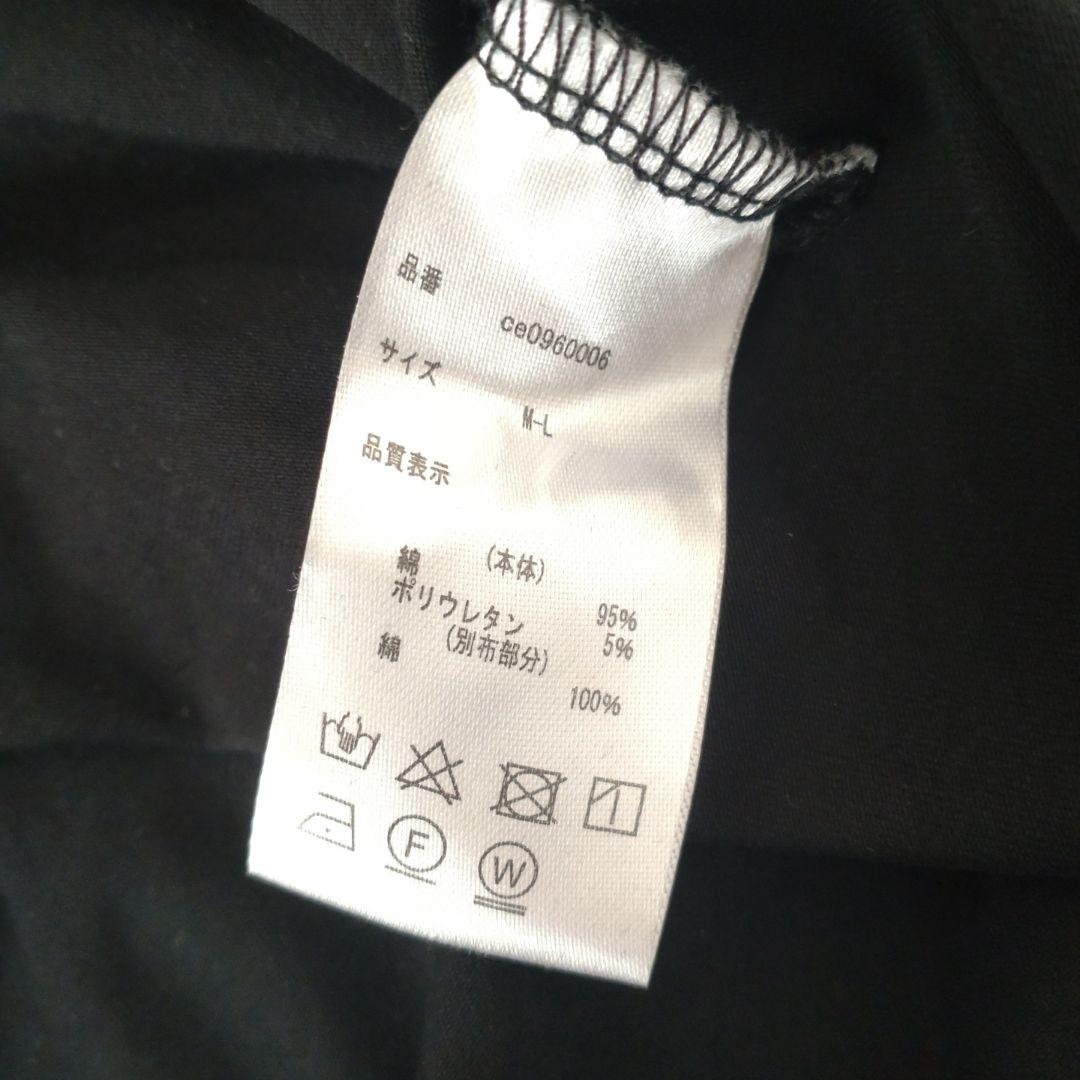 品番
ce0960006
サイズ
M-L
品質表示
(本体)
綿 95%
ポリウレタン 5%
(別布部分)
綿 100%
F
W